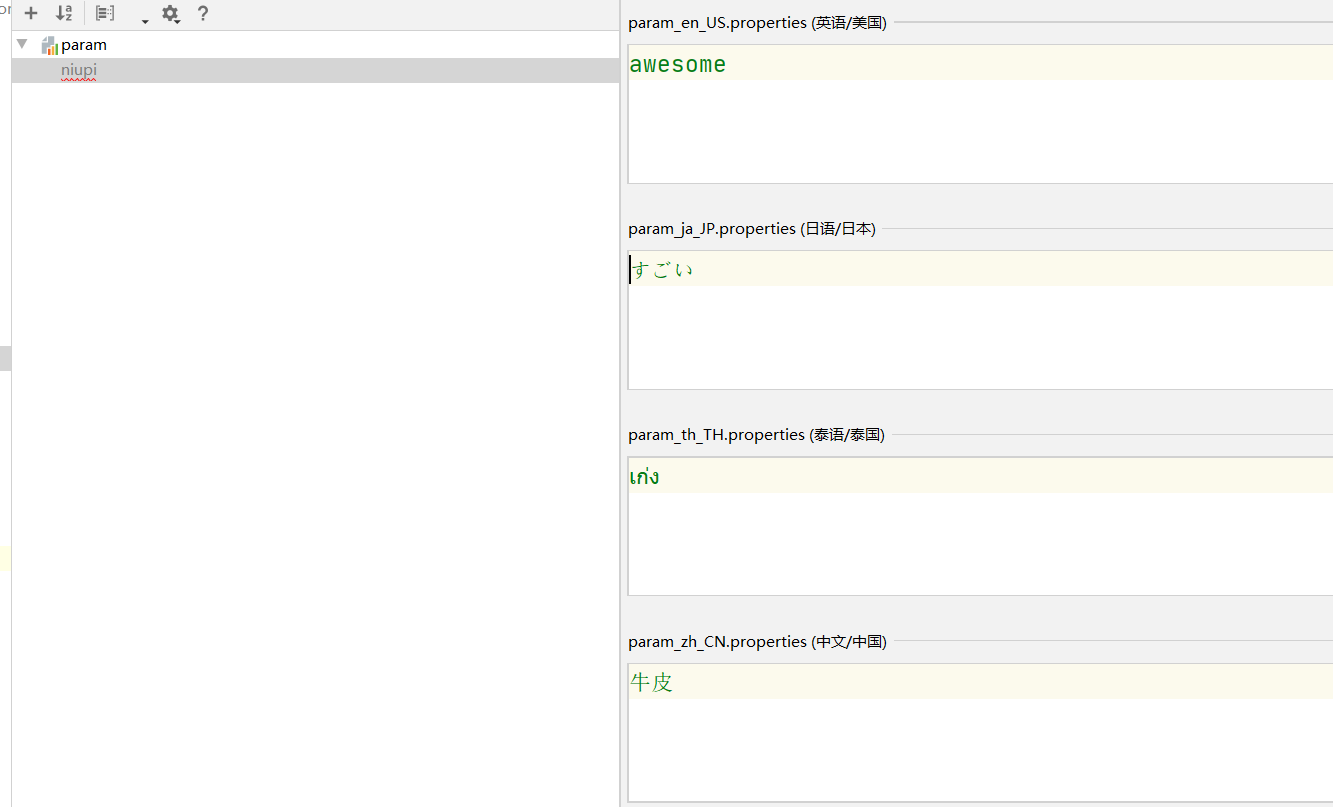 or
param
niupi
param_en_US.properties (英语/美国)
awesome
param_ja_JP.properties (日语/日本)
すごい
param_th_TH.properties (泰语/泰国)
เก่ง
param_zh_CN.properties (中文/中国)
牛皮